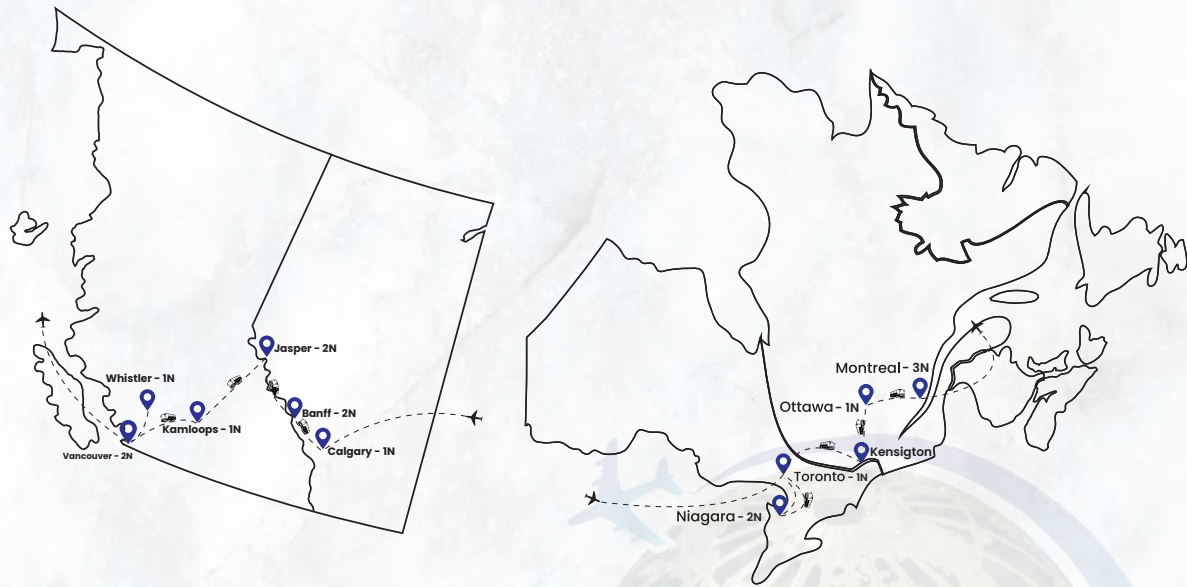 Jasper - 2N
Whistler - 1N
Banff - 2N
Kamloops - 1N
Calgary - 1N
Vancouver - 2N
Montreal - 3N
Ottawa - 1N
Kensigton
Toronto - 1N
Niagara - 2N